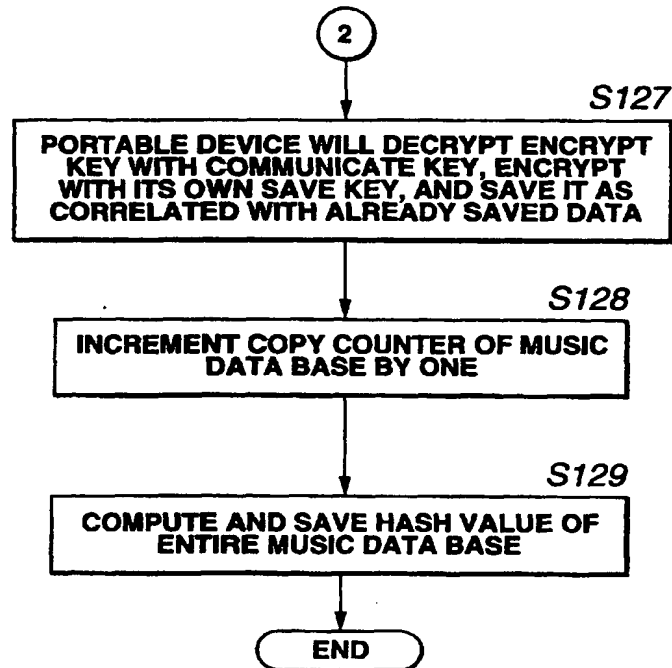 2
S127
PORTABLE DEVICE WILL DECRYPT ENCRYPT
KEY WITH COMMUNICATE KEY, ENCRYPT
WITH ITS OWN SAVE KEY, AND SAVE IT AS
CORRELATED WITH ALREADY SAVED DATA
S128
INCREMENT COPY COUNTER OF MUSIC
DATA BASE BY ONE
S129
COMPUTE AND SAVE HASH VALUE OF
ENTIRE MUSIC DATA BASE
END